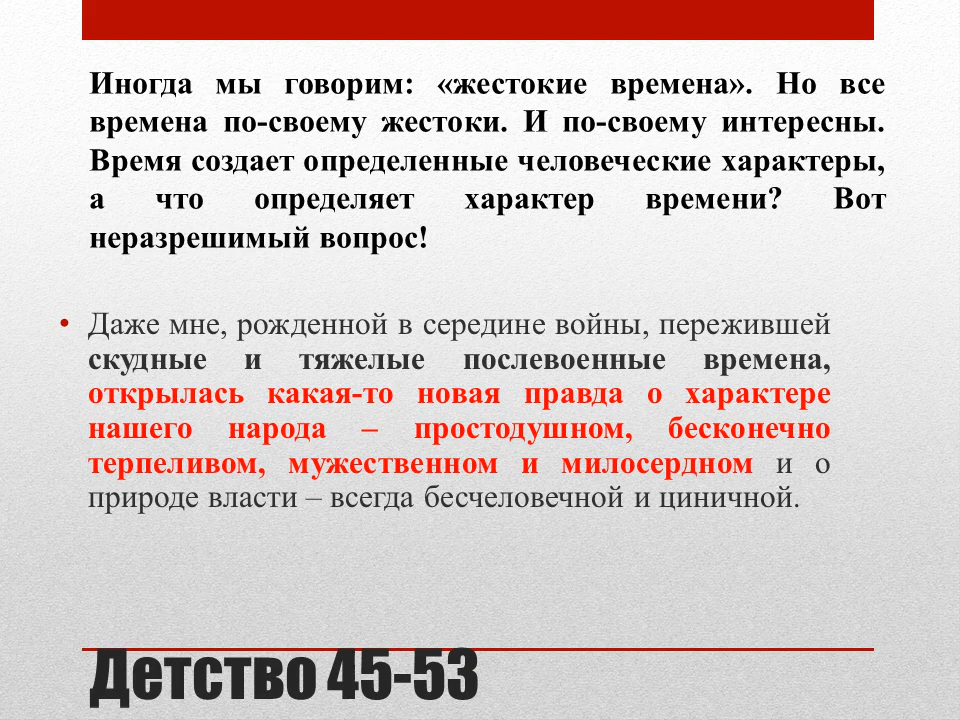 Иногда мы говорим: «жестокие времена». Но все
времена по-своему жестоки. И по-своему интересны.
Время создает определенные человеческие характеры,
а что определяет характер времени? Вот
неразрешимый вопрос!
• Даже мне, рожденной в середине войны, пережившей
скудные и тяжелые послевоенные времена,
открылась какая-то новая правда о характере
нашего народа – простодушном, бесконечно
терпеливом, мужественном и милосердном и о
природе власти – всегда бесчеловечной и циничной.
Детство 45-53